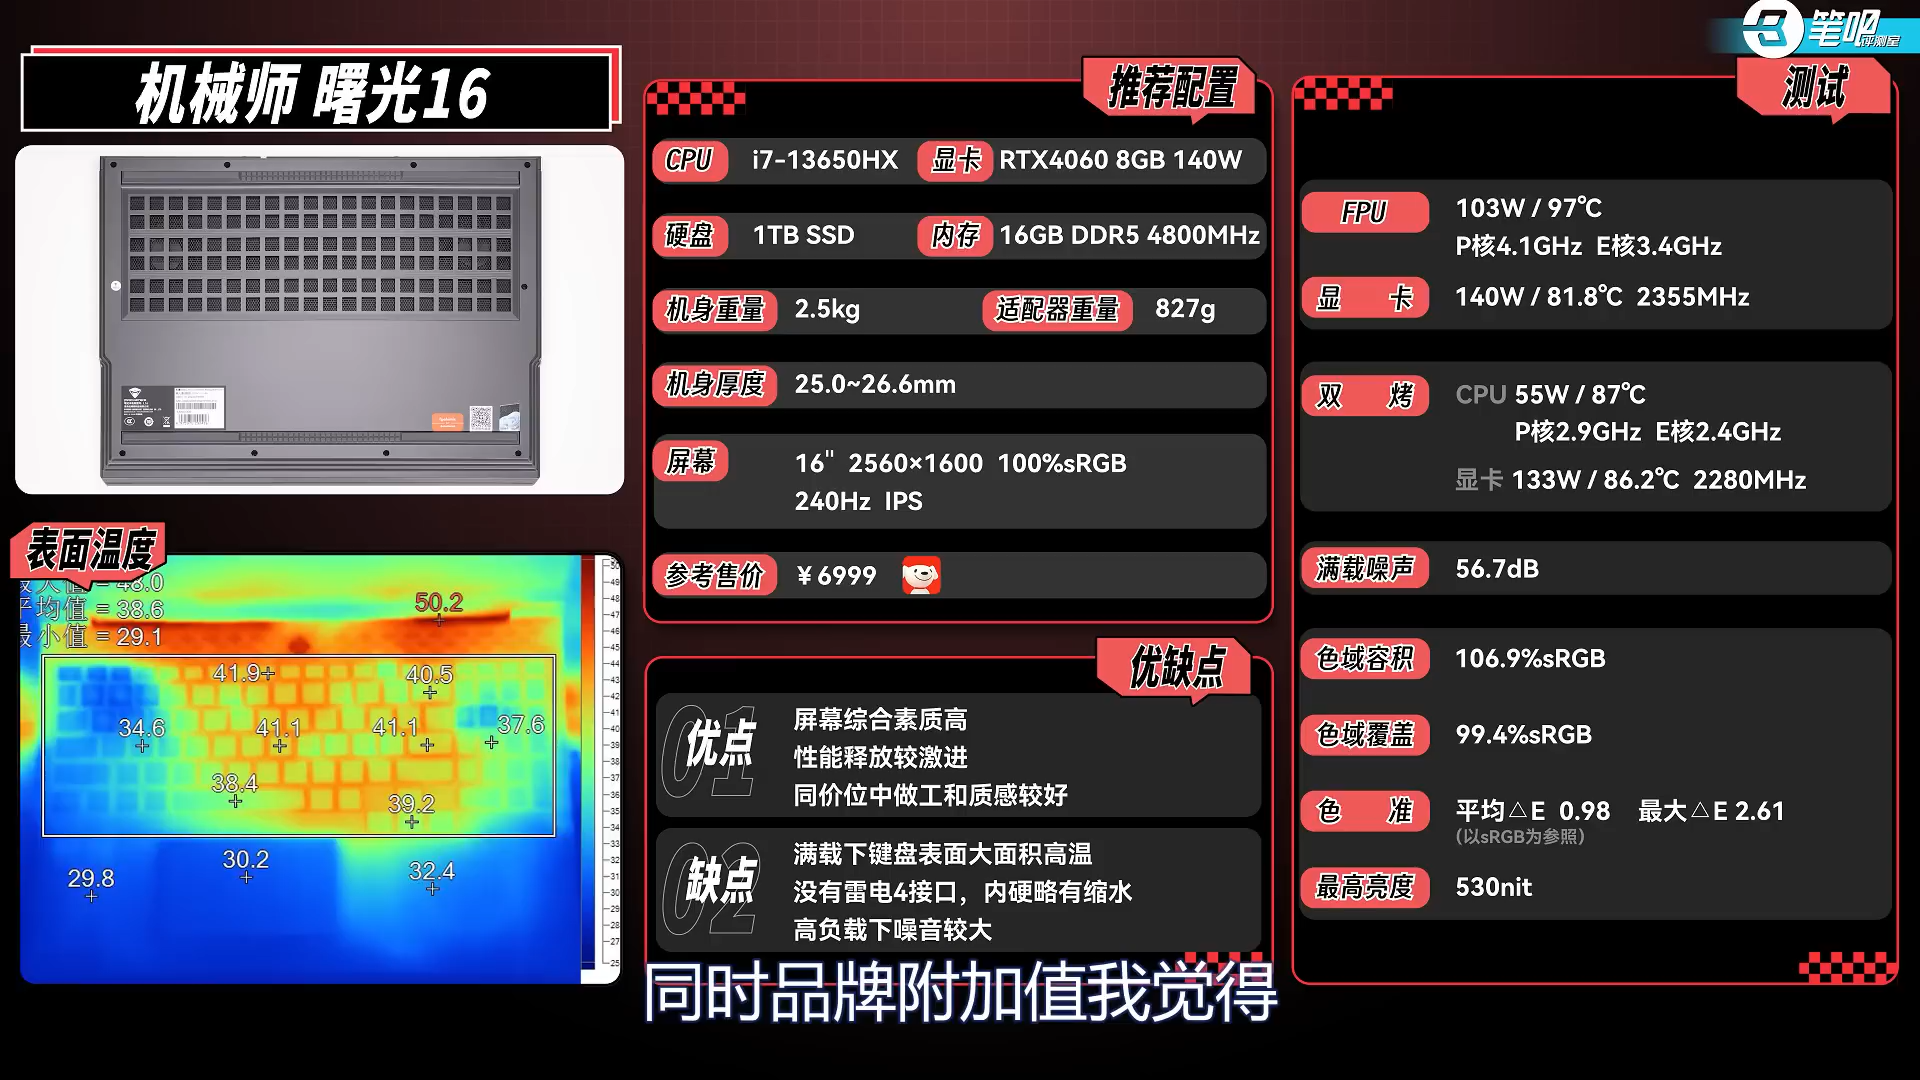 笔吧评测室
机械师 曙光16
推荐配置
CPU i7-13650HX 显卡 RTX4060 8GB 140W
硬盘 1TB SSD 内存 16GB DDR5 4800MHz
机身重量 2.5kg 适配器重量 827g
机身厚度 25.0~26.6mm
屏幕 16" 2560×1600 100%sRGB
240Hz IPS
参考售价 ¥6999
测试
FPU 103W / 97℃
P核4.1GHz E核3.4GHz
显卡 140W / 81.8℃ 2355MHz
双烤 CPU 55W / 87℃
P核2.9GHz E核2.4GHz
显卡 133W / 86.2℃ 2280MHz
满载噪声 56.7dB
色域容积 106.9%sRGB
色域覆盖 99.4%sRGB
色准 平均△E 0.98 最大△E 2.61
(以sRGB为参照)
最高亮度 530nit
表面温度
= 48.0
平均值 = 38.6
最小值 = 29.1
50.2
41.9
40.5
34.6
41.1
41.1
37.6
38.4
39.2
29.8
30.2
32.4
优缺点
01 优点
屏幕综合素质高
性能释放较激进
同价位中做工和质感较好
02 缺点
满载下键盘表面大面积高温
没有雷电4接口，内硬略有缩水
高负载下噪音较大
同时品牌附加值我觉得